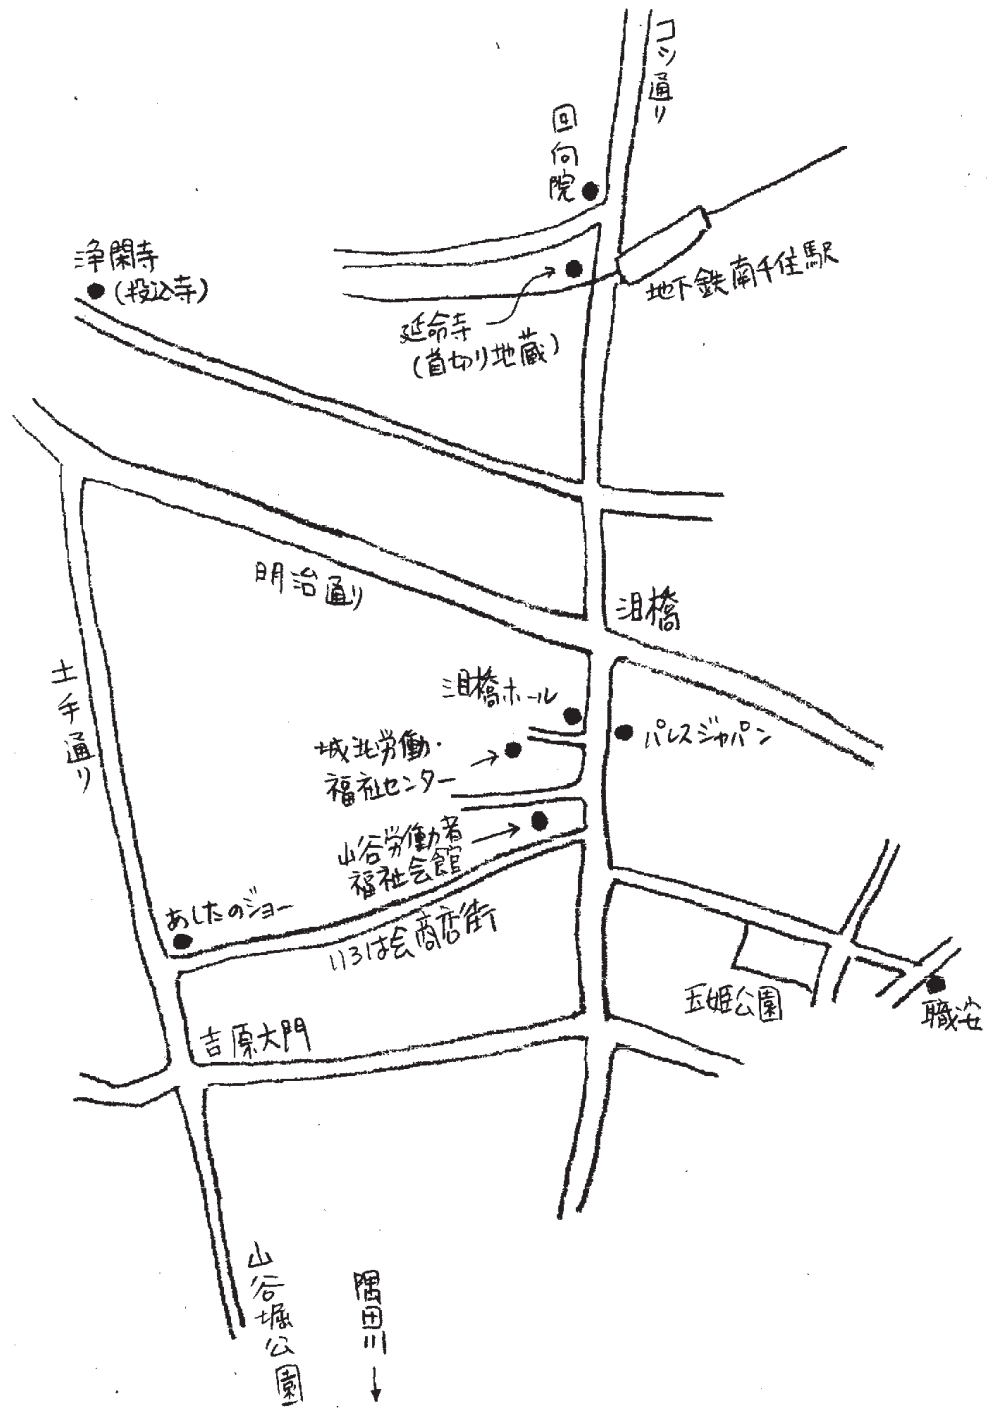 コツ通り
回向院
浄閑寺
(投込寺)
地下鉄南千住駅
延命寺
(首切り地蔵)
明治通り
泪橋
土手通り
泪橋ホール
パレスジャパン
城北労働・
福祉センター
山谷労働者
福祉会館
あしたのジョー
いろは会商店街
玉姫公園
職安
吉原大門
山谷堀公園
隅田川